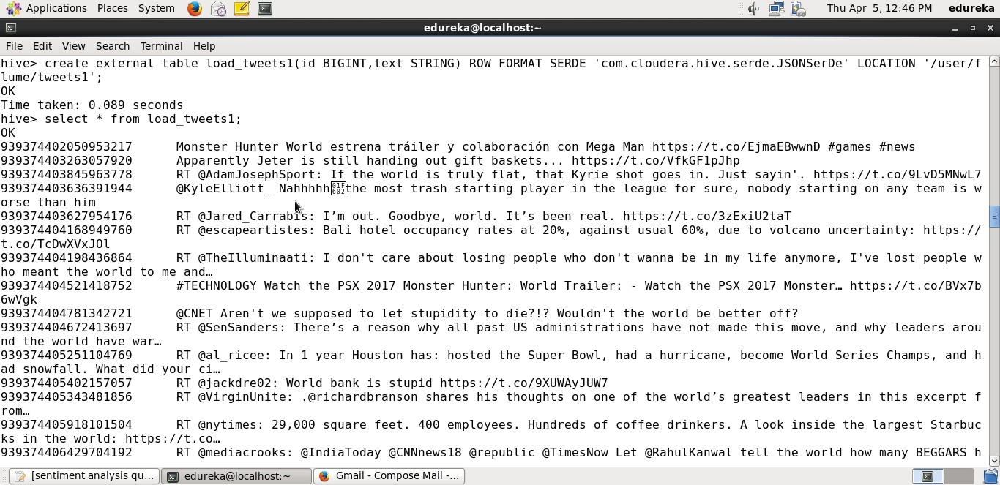 Applications Places System Thu Apr 5, 12:46 PM edureka
edureka@localhost:~
File Edit View Search Terminal Help
hive> create external table load_tweets1(id BIGINT,text STRING) ROW FORMAT SERDE 'com.cloudera.hive.serde.JSONSerDe' LOCATION '/user/f
lume/tweets1';
OK
Time taken: 0.089 seconds
hive> select * from load_tweets1;
OK
939374402050953217 Monster Hunter World estrena tráiler y colaboración con Mega Man https://t.co/EjmaEBwwnD #games #news
939374403263057920 Apparently Jeter is still handing out gift baskets... https://t.co/VfkGF1pJhp
939374403845963778 RT @AdamJosephSport: If the world is truly flat, that Kyrie shot goes in. Just sayin'. https://t.co/9LvD5MNwL7
939374403636391944 @KyleElliott_ Nahhhhh😂the most trash starting player in the league for sure, nobody starting on any team is w
orse than him
939374403627954176 RT @Jared_Carrabis: I’m out. Goodbye, world. It’s been real. https://t.co/3zExiU2taT
939374404168949760 RT @escapeartistes: Bali hotel occupancy rates at 20%, against usual 60%, due to volcano uncertainty: https://
t.co/TcDwXVxJOl
939374404198436864 RT @TheIlluminaati: I don't care about losing people who don't wanna be in my life anymore, I've lost people w
ho meant the world to me and…
939374404521418752 #TECHNOLOGY Watch the PSX 2017 Monster Hunter: World Trailer: - Watch the PSX 2017 Monster… https://t.co/BVx7b
6wVgk
939374404781342721 @CNET Aren't we supposed to let stupidity to die?!? Wouldn't the world be better off?
939374404672413697 RT @SenSanders: There’s a reason why all past US administrations have not made this move, and why leaders arou
nd the world have war…
939374405251104769 RT @al_ricee: In 1 year Houston has: hosted the Super Bowl, had a hurricane, become World Series Champs, and h
ad snowfall. What did your ci…
939374405402157057 RT @jackdre02: World bank is stupid https://t.co/9XUWAyJUW7
939374405343481856 RT @VirginUnite: .@richardbranson shares his thoughts on one of the world’s greatest leaders in this excerpt f
rom…
939374405918101504 RT @nytimes: 29,000 square feet. 400 employees. Hundreds of coffee drinkers. A look inside the largest Starbuc
ks in the world: https://t.co…
939374406429704192 RT @mediacrooks: @IndiaToday @CNNnews18 @republic @TimesNow Let @RahulKanwal tell the world how many BEGGARS h
[sentiment analysis qu... edureka@localhost:~ Gmail - Compose Mail -...